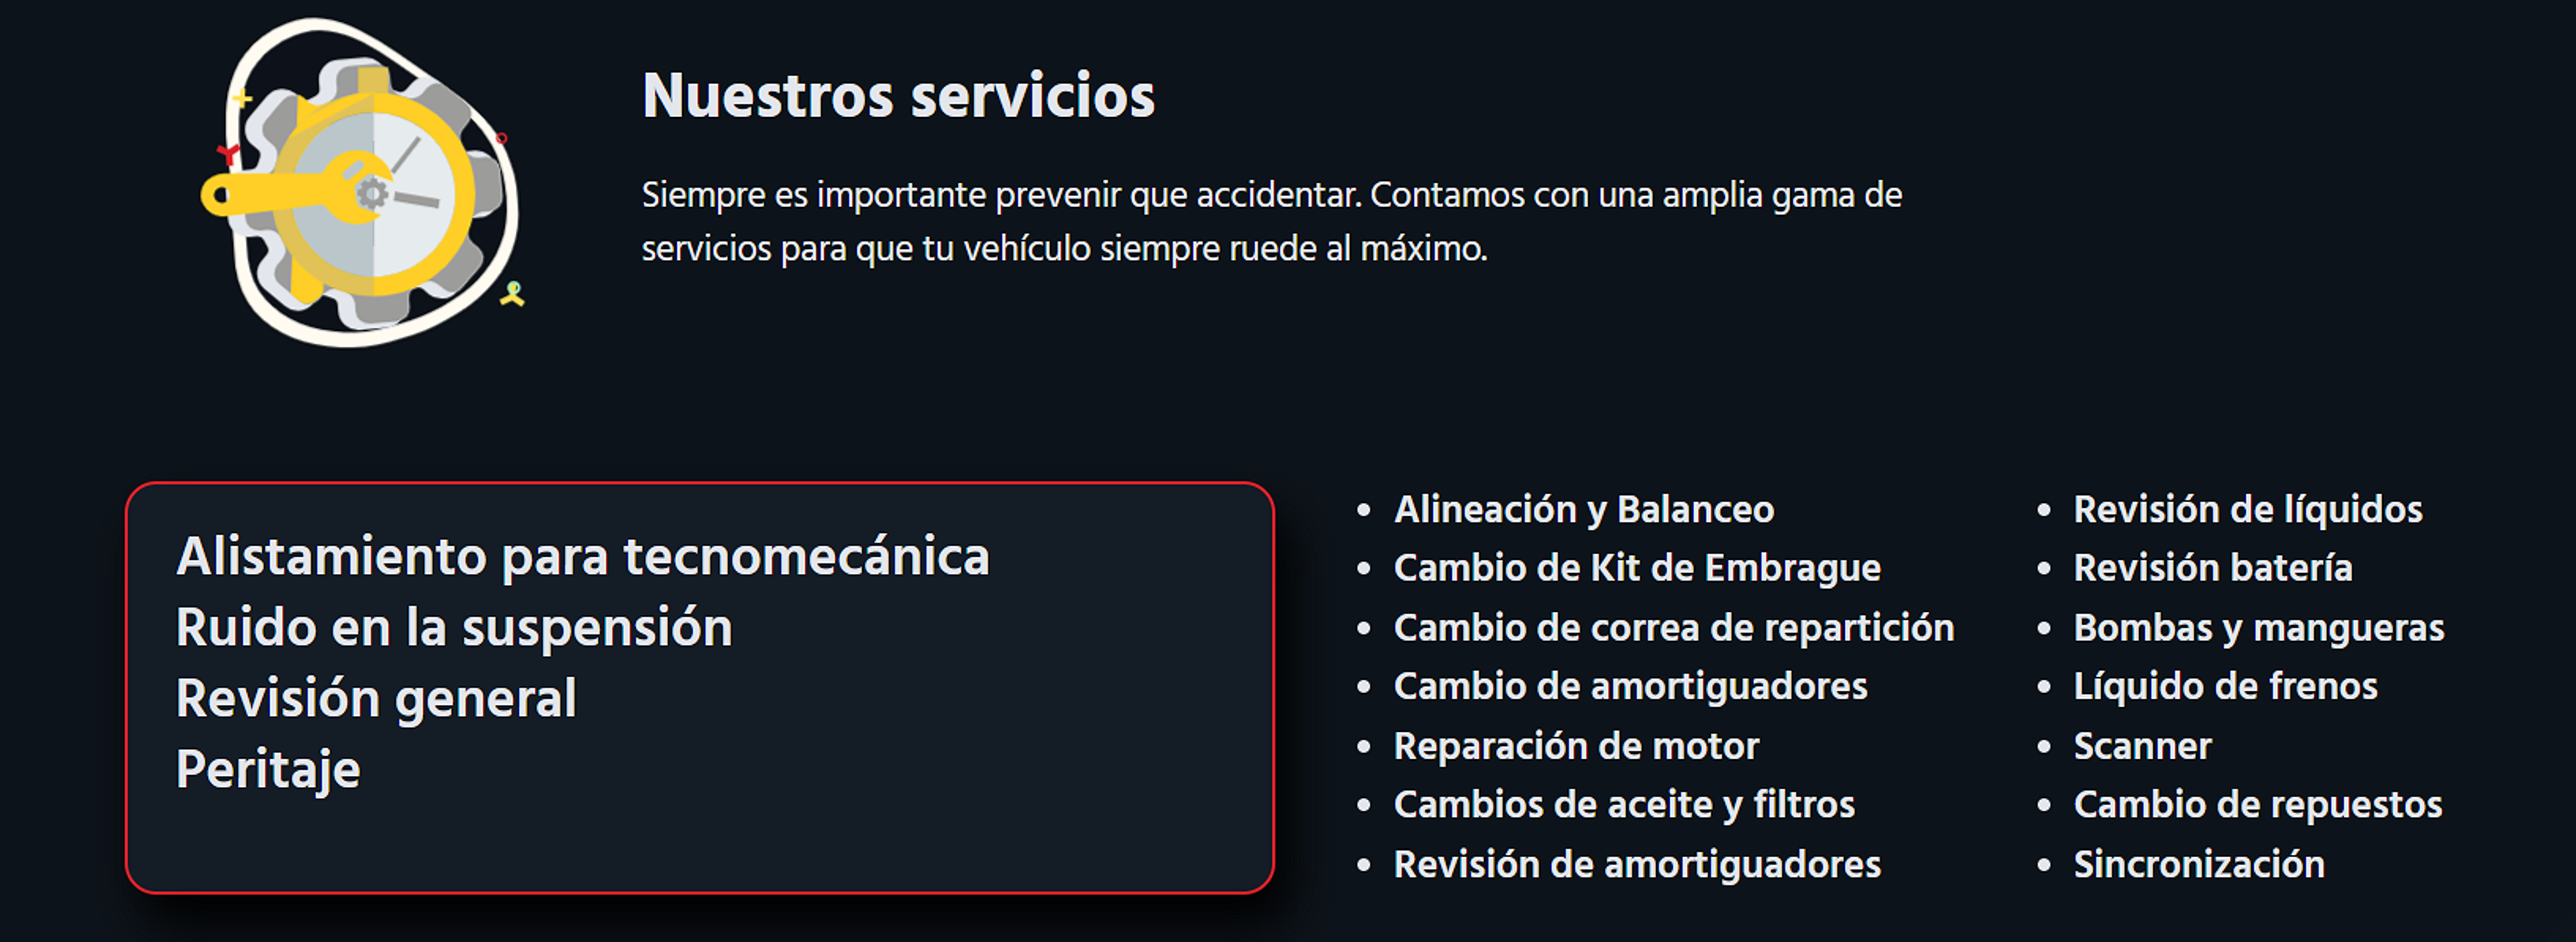 Nuestros servicios
Siempre es importante prevenir que accidentar. Contamos con una amplia gama de
servicios para que tu vehículo siempre ruede al máximo.
Alistamiento para tecnomecánica
Ruido en la suspensión
Revisión general
Peritaje
• Alineación y Balanceo
• Cambio de Kit de Embrague
• Cambio de correa de repartición
• Cambio de amortiguadores
• Reparación de motor
• Cambios de aceite y filtros
• Revisión de amortiguadores
• Revisión de líquidos
• Revisión batería
• Bombas y mangueras
• Líquido de frenos
• Scanner
• Cambio de repuestos
• Sincronización